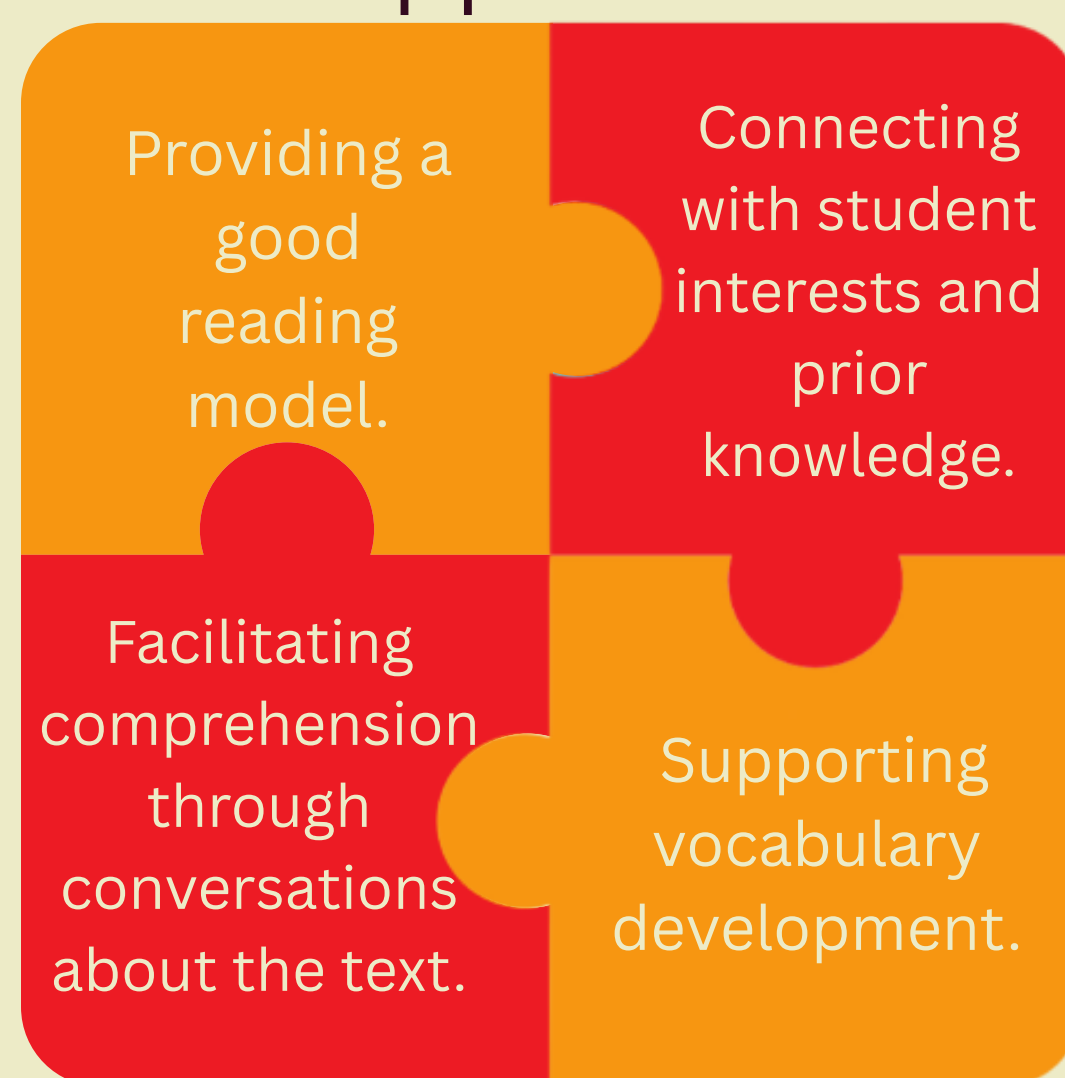 Providing a
good
reading
model.
Connecting
with student
interests and
prior
knowledge.
Facilitating
comprehension
through
conversations
about the text.
Supporting
vocabulary
development.